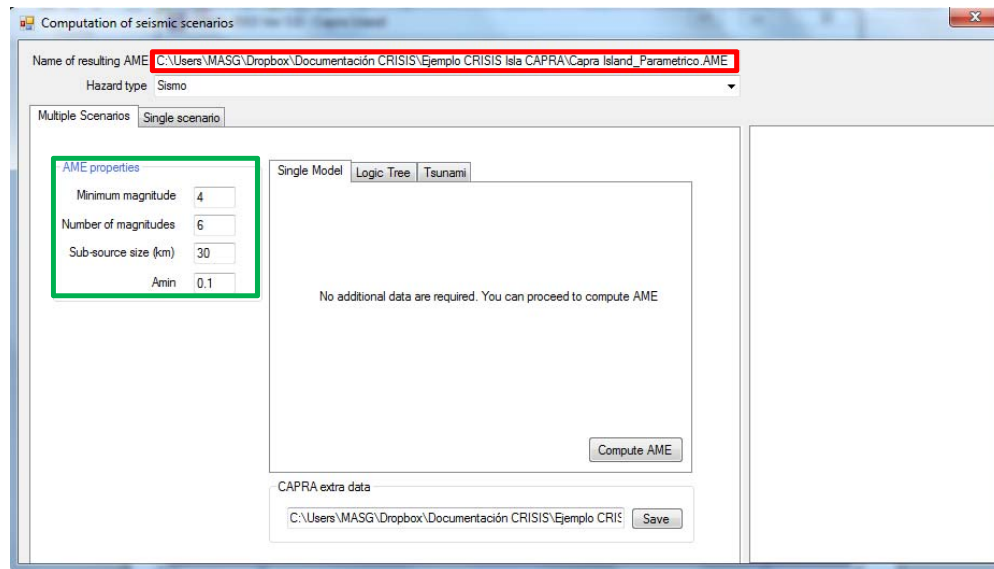 Computation of seismic scenarios
Name of resulting AME C:\Users\MASG\Dropbox\Documentación CRISIS\Ejemplo CRISIS Isla CAPRA\Capra Island_Parametrico.AME
Hazard type Sismo
Multiple Scenarios Single scenario
AME properties
Single Model Logic Tree Tsunami
Minimum magnitude 4
Number of magnitudes 6
Sub-source size (km) 30
Amin 0.1
No additional data are required. You can proceed to compute AME
Compute AME
CAPRA extra data
C:\Users\MASG\Dropbox\Documentación CRISIS\Ejemplo CRIS Save